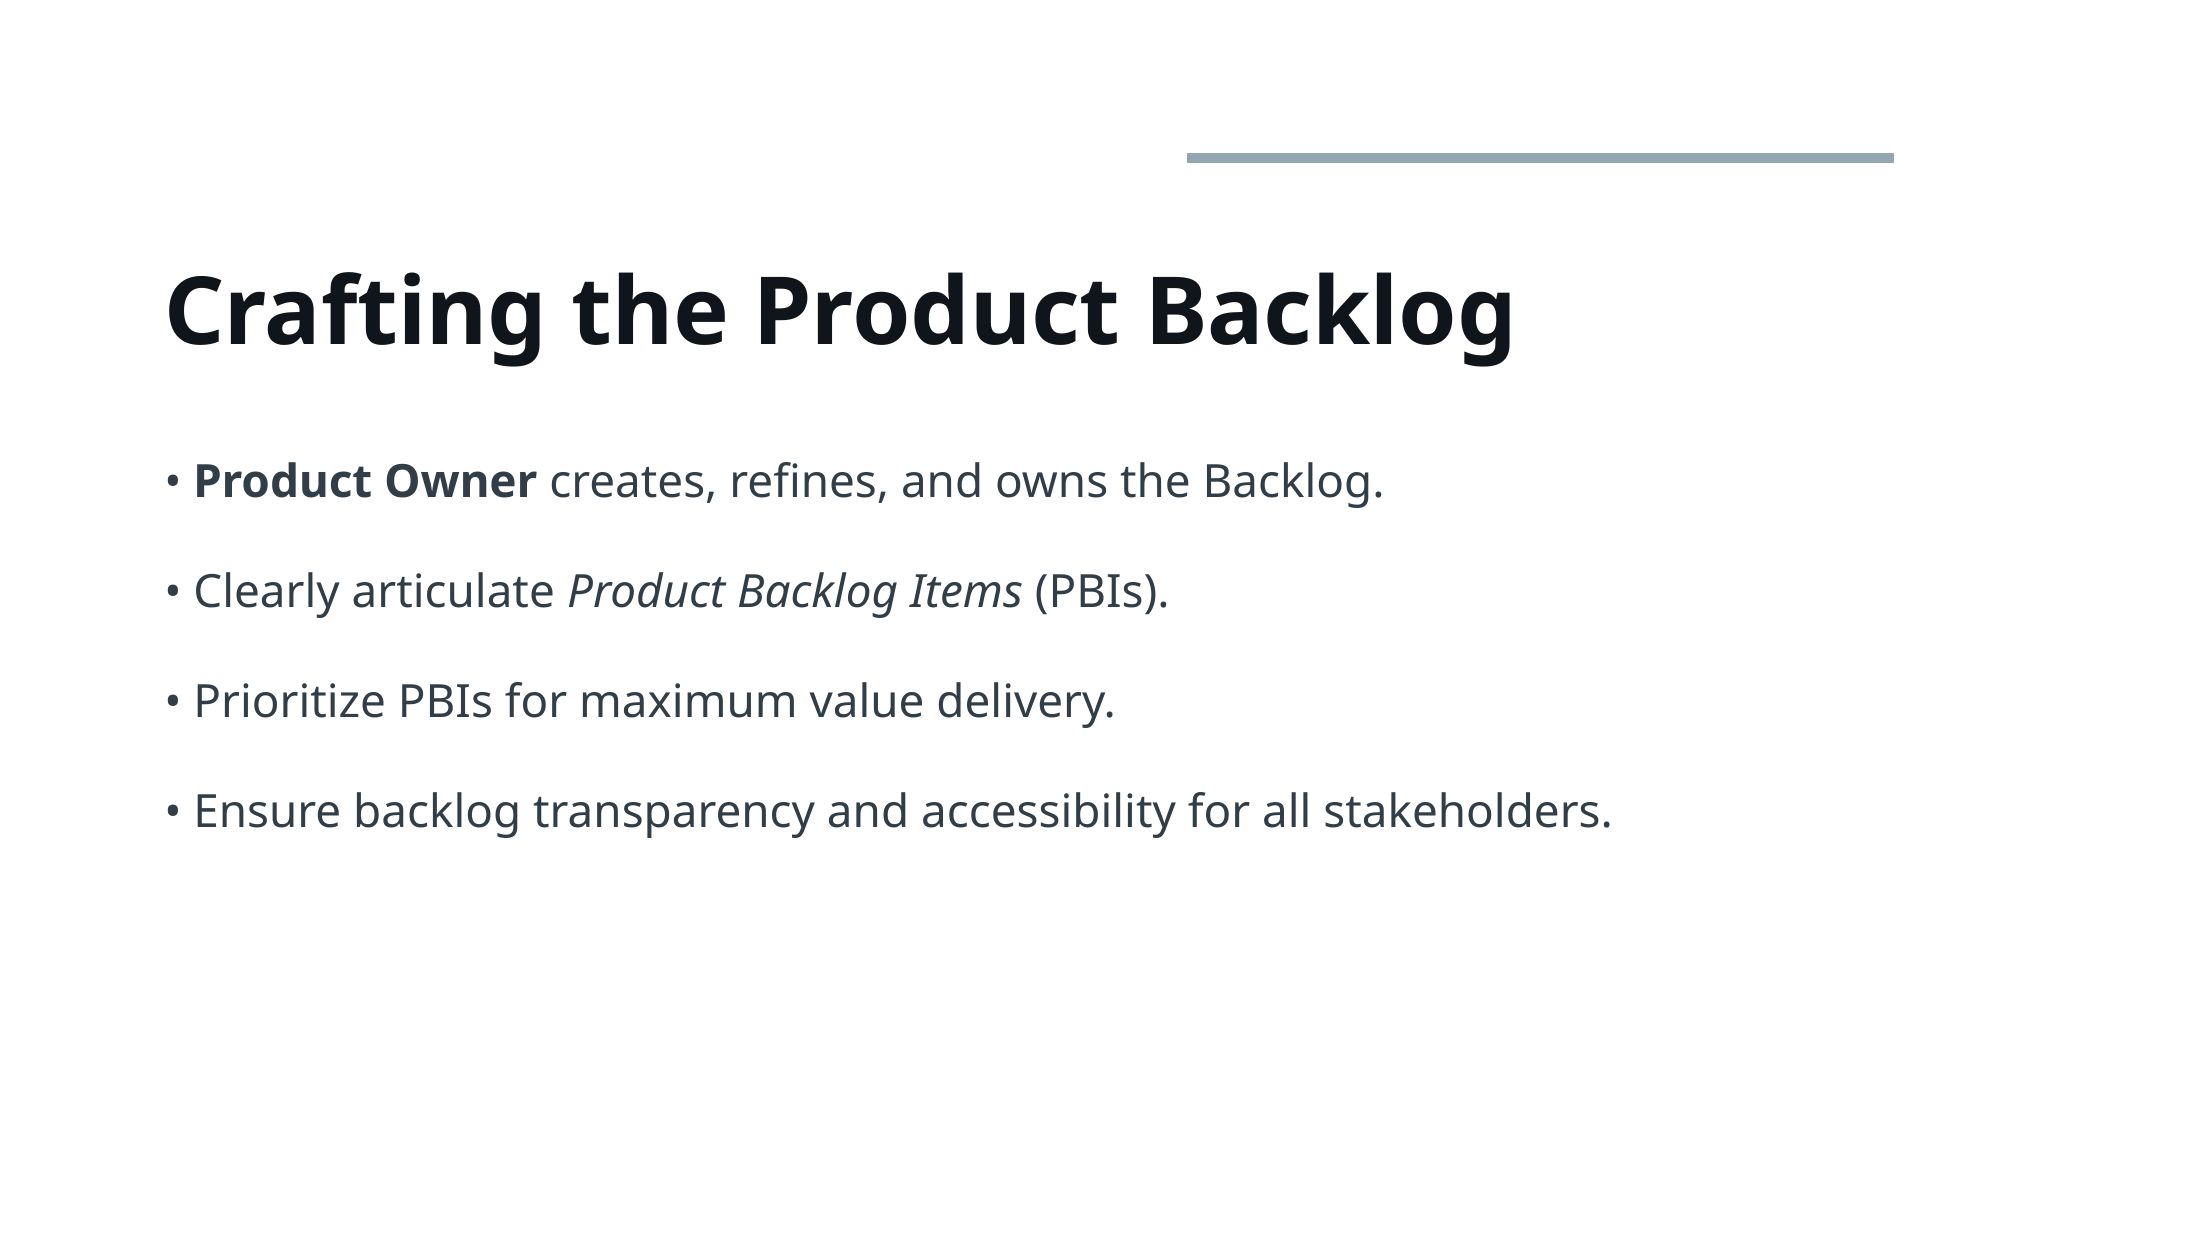 Crafting the Product Backlog
• Product Owner creates, refines, and owns the Backlog.
• Clearly articulate Product Backlog Items (PBIs).
• Prioritize PBIs for maximum value delivery.
• Ensure backlog transparency and accessibility for all stakeholders.